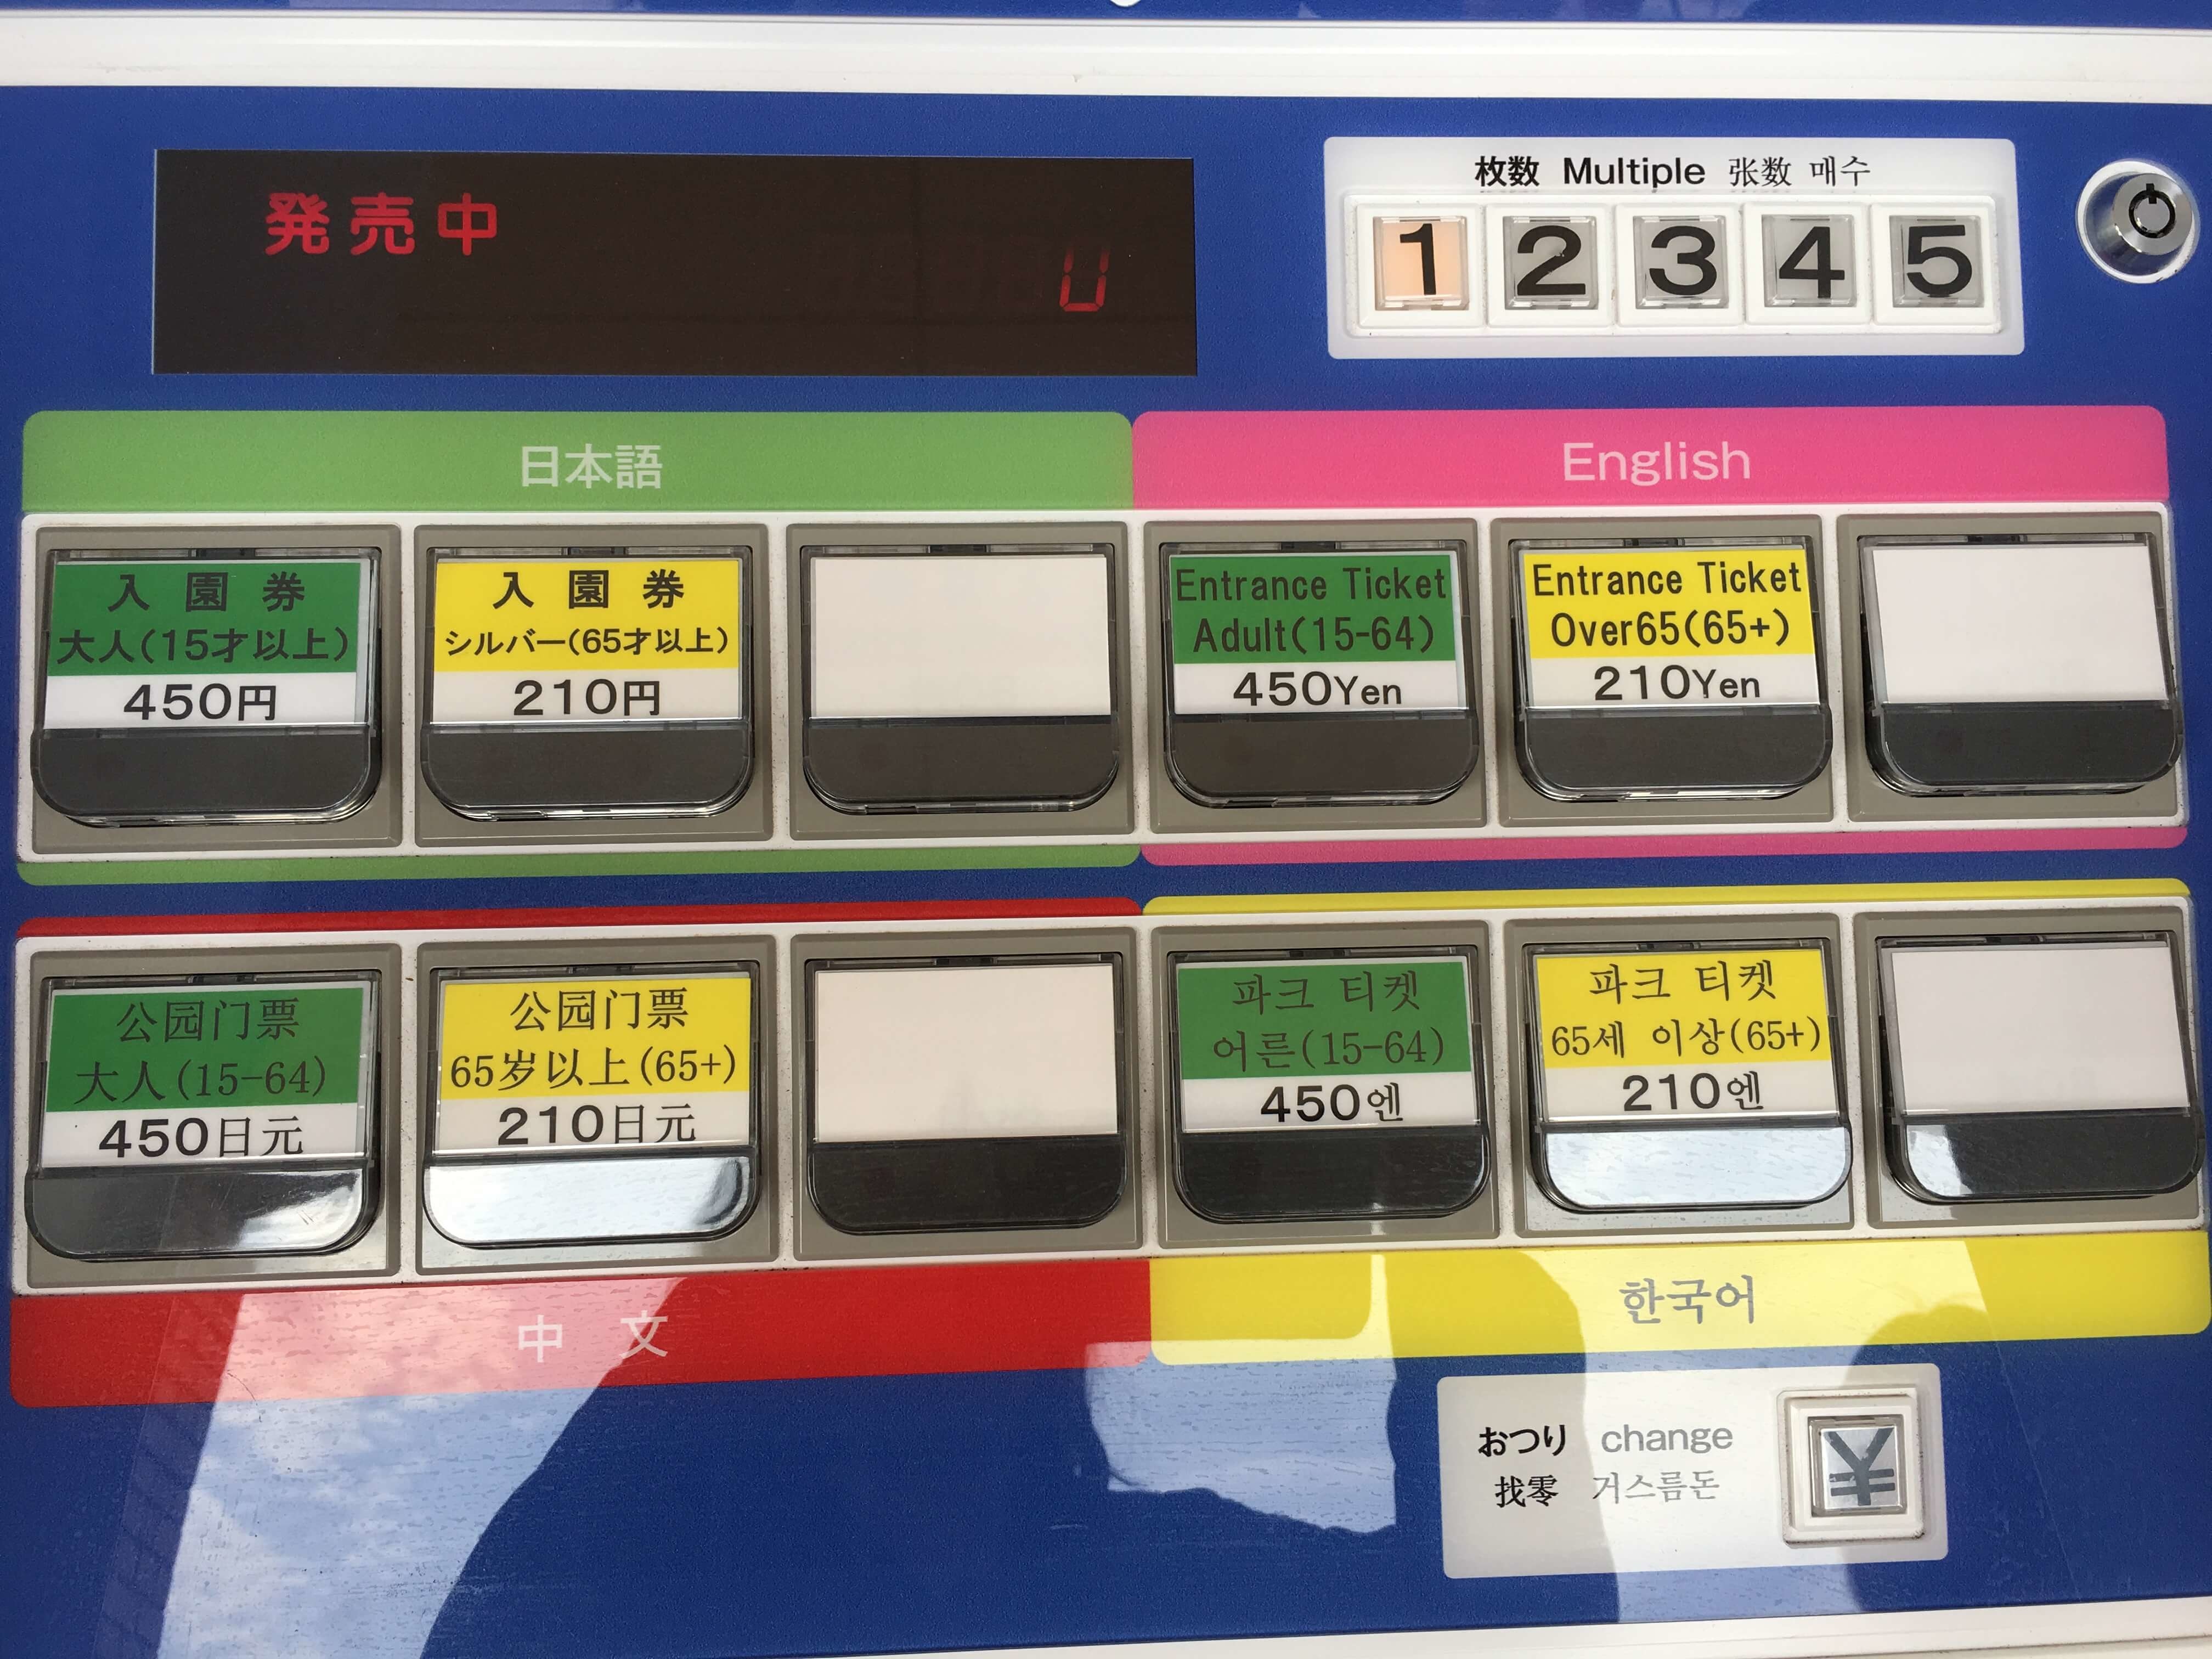 発売中
0
枚数 Multiple 张数 매수
1 2 3 4 5
日本語
English
入園券
大人(15才以上)
450円
入園券
シルバー(65才以上)
210円
Entrance Ticket
Adult(15-64)
450Yen
Entrance Ticket
Over65(65+)
210Yen
公园门票
大人(15-64)
450日元
公园门票
65岁以上(65+)
210日元
파크 티켓
어른(15-64)
450엔
파크 티켓
65세 이상(65+)
210엔
中文
한국어
おつり change
找零 거스름돈
¥